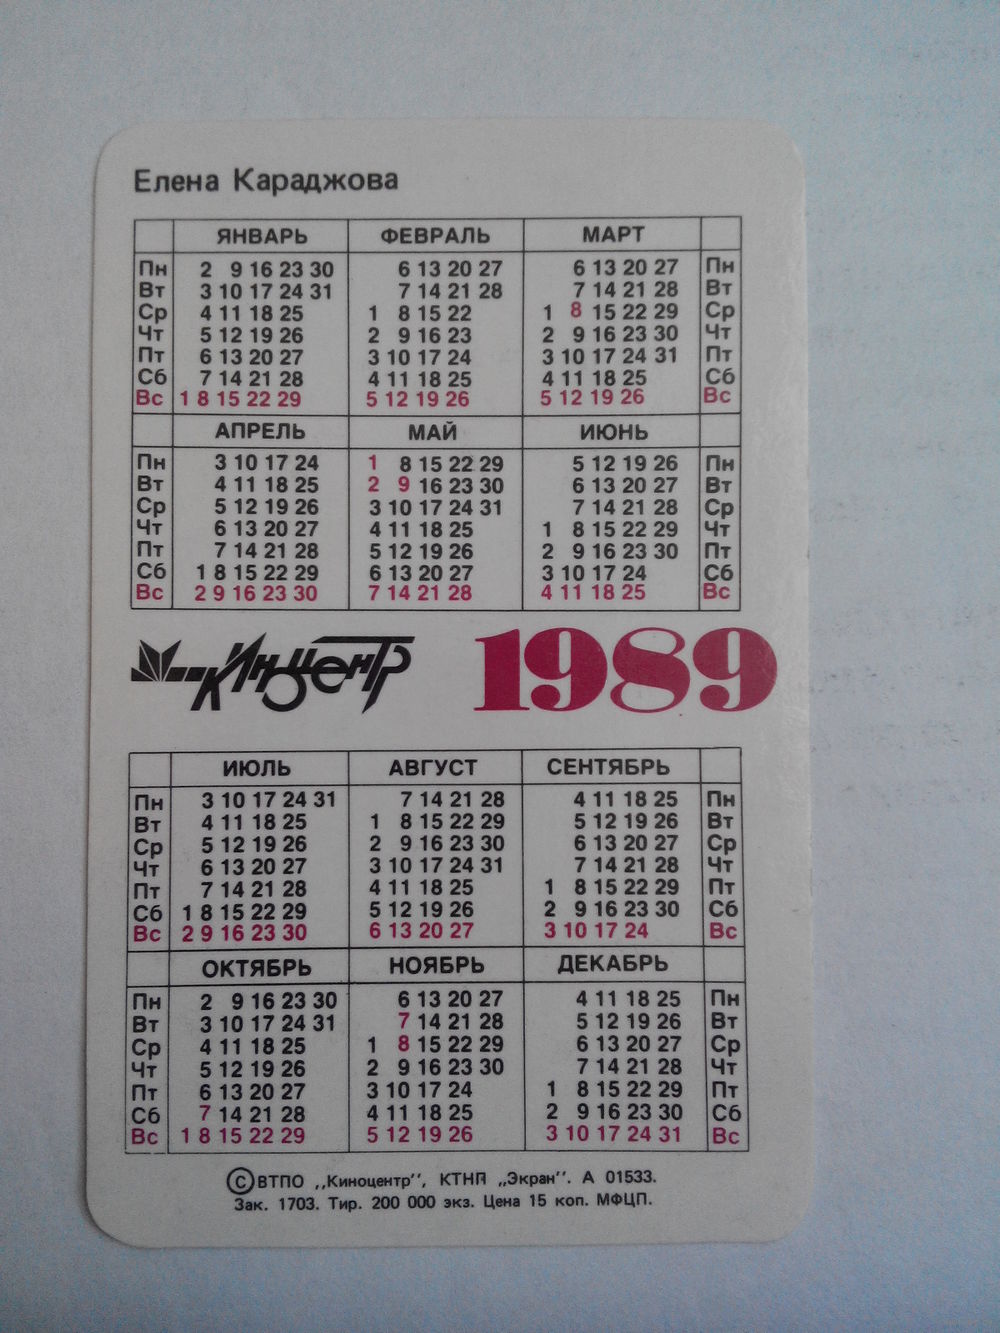 Елена Караджова
ЯНВАРЬ ФЕВРАЛЬ МАРТ
Пн 2 9 16 23 30 6 13 20 27 6 13 20 27 Пн
Вт 3 10 17 24 31 7 14 21 28 7 14 21 28 Вт
Ср 4 11 18 25 1 8 15 22 1 8 15 22 29 Ср
Чт 5 12 19 26 2 9 16 23 2 9 16 23 30 Чт
Пт 6 13 20 27 3 10 17 24 3 10 17 24 31 Пт
Сб 7 14 21 28 4 11 18 25 4 11 18 25 Сб
Вс 1 8 15 22 29 5 12 19 26 5 12 19 26 Вс
АПРЕЛЬ МАЙ ИЮНЬ
Пн 3 10 17 24 1 8 15 22 29 5 12 19 26 Пн
Вт 4 11 18 25 2 9 16 23 30 6 13 20 27 Вт
Ср 5 12 19 26 3 10 17 24 31 7 14 21 28 Ср
Чт 6 13 20 27 4 11 18 25 1 8 15 22 29 Чт
Пт 7 14 21 28 5 12 19 26 2 9 16 23 30 Пт
Сб 1 8 15 22 29 6 13 20 27 3 10 17 24 Сб
Вс 2 9 16 23 30 7 14 21 28 4 11 18 25 Вс
Киноцентр 1989
ИЮЛЬ АВГУСТ СЕНТЯБРЬ
Пн 3 10 17 24 31 7 14 21 28 4 11 18 25 Пн
Вт 4 11 18 25 1 8 15 22 29 5 12 19 26 Вт
Ср 5 12 19 26 2 9 16 23 30 6 13 20 27 Ср
Чт 6 13 20 27 3 10 17 24 31 7 14 21 28 Чт
Пт 7 14 21 28 4 11 18 25 1 8 15 22 29 Пт
Сб 1 8 15 22 29 5 12 19 26 2 9 16 23 30 Сб
Вс 2 9 16 23 30 6 13 20 27 3 10 17 24 Вс
ОКТЯБРЬ НОЯБРЬ ДЕКАБРЬ
Пн 2 9 16 23 30 6 13 20 27 4 11 18 25 Пн
Вт 3 10 17 24 31 7 14 21 28 5 12 19 26 Вт
Ср 4 11 18 25 1 8 15 22 29 6 13 20 27 Ср
Чт 5 12 19 26 2 9 16 23 30 7 14 21 28 Чт
Пт 6 13 20 27 3 10 17 24 1 8 15 22 29 Пт
Сб 7 14 21 28 4 11 18 25 2 9 16 23 30 Сб
Вс 1 8 15 22 29 5 12 19 26 3 10 17 24 31 Вс
© ВТПО ,,Киноцентр", КТНП „Экран". А 01533.
Зак. 1703. Тир. 200 000 экз. Цена 15 коп. МФЦП.